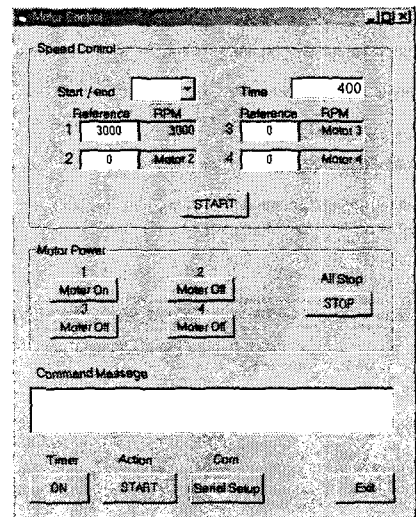 Motor Control
Speed Control
Start / end Time 400
Reference RPM Reference RPM
1 3000 3000 3 0 Motor 3
2 0 Motor 2 4 0 Motor 4
START
Motor Power
1 2 All Stop
Motor On Motor Off STOP
3 4
Motor Off Motor Off
Command Message
Timer Action Com
ON START Serial Setup Exit